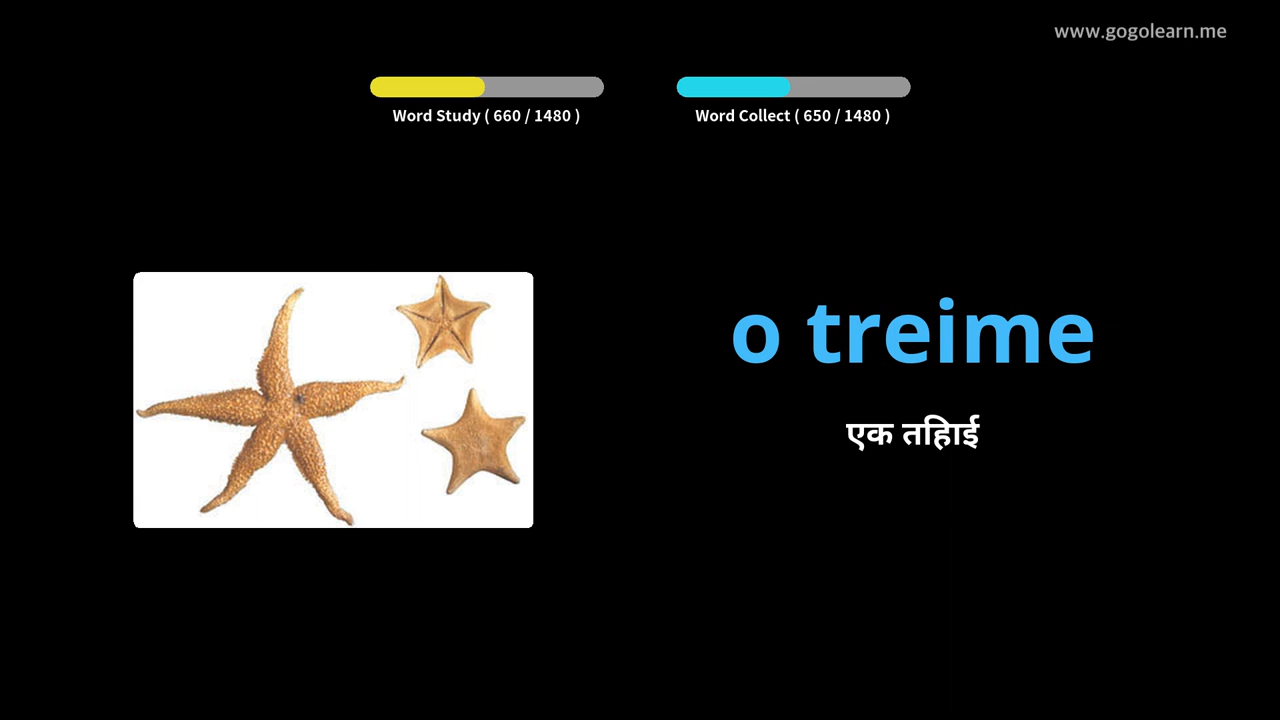 www.gogolearn.me
Word Study ( 660 / 1480 )
Word Collect ( 650 / 1480 )
o treime
एक तिहाई